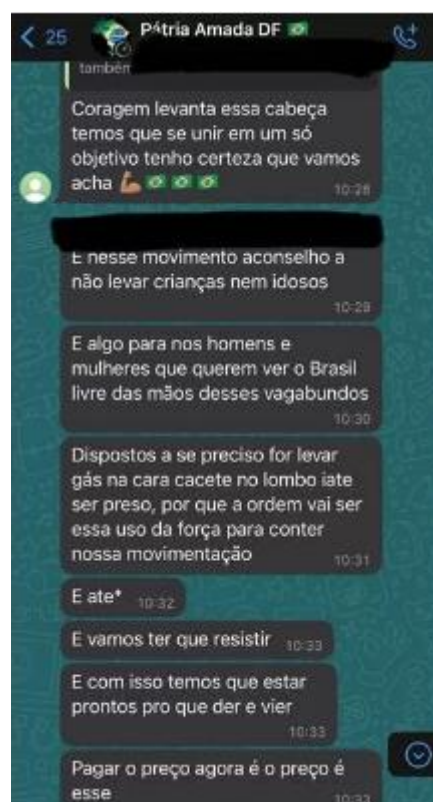 25
Pátria Amada DF 🇧🇷
também
Coragem levanta essa cabeça
temos que se unir em um só
objetivo tenho certeza que vamos
acha 💪🏽🇧🇷🇧🇷🇧🇷
10:28
E nesse movimento aconselho a
não levar crianças nem idosos
10:29
E algo para nos homens e
mulheres que querem ver o Brasil
livre das mãos desses vagabundos
10:30
Dispostos a se preciso for levar
gás na cara cacete no lombo iate
ser preso, por que a ordem vai ser
essa uso da força para conter
nossa movimentação
10:31
E ate* 10:32
E vamos ter que resistir 10:33
E com isso temos que estar
prontos pro que der e vier
10:33
Pagar o preço agora é o preço é
esse 10:33